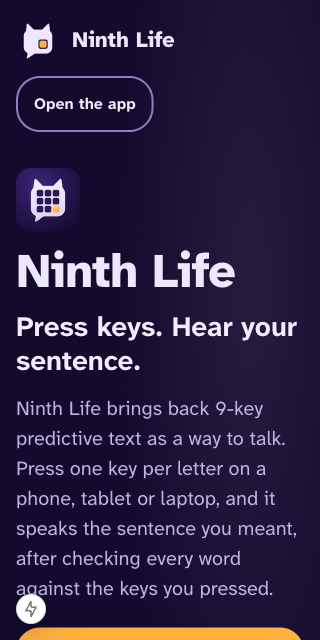 Ninth Life
Open the app
Ninth Life
Press keys. Hear your
sentence.
Ninth Life brings back 9-key
predictive text as a way to talk.
Press one key per letter on a
phone, tablet or laptop, and it
speaks the sentence you meant,
after checking every word
against the keys you pressed.